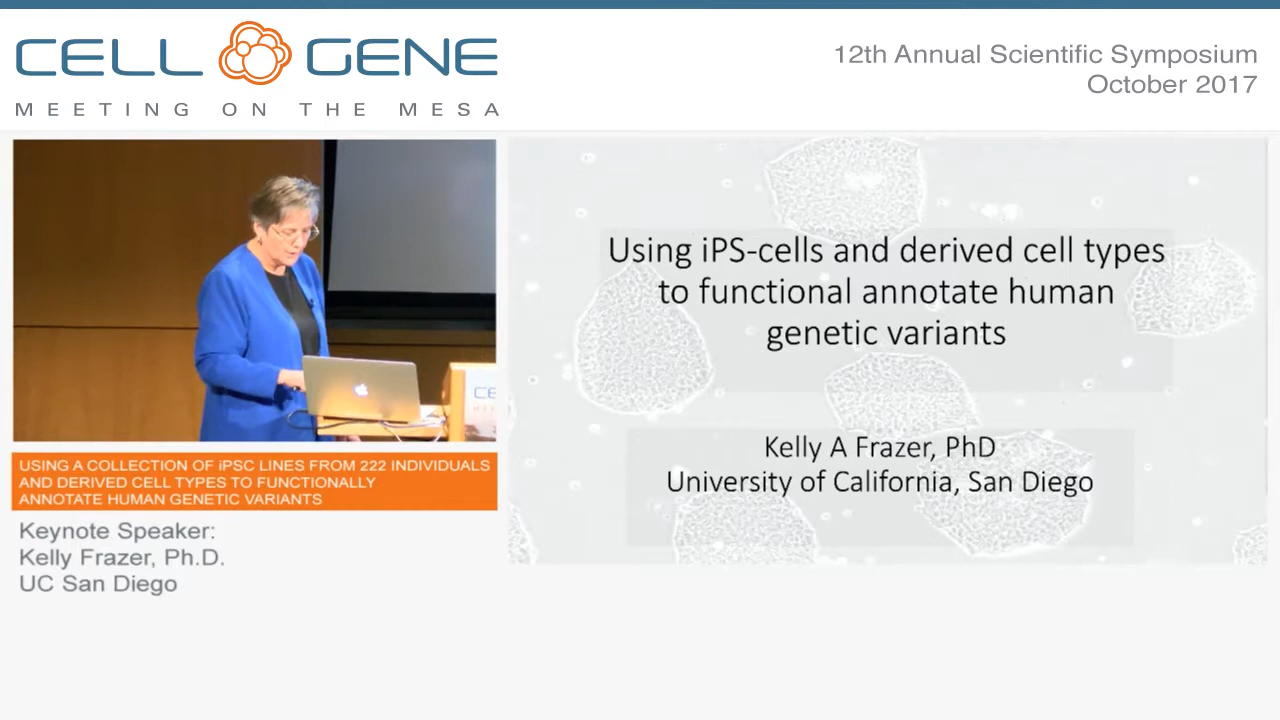 CELL GENE
MEETING ON THE MESA
12th Annual Scientific Symposium
October 2017
Using iPS-cells and derived cell types
to functional annotate human
genetic variants
Kelly A Frazer, PhD
University of California, San Diego
CE
USING A COLLECTION OF iPSC LINES FROM 222 INDIVIDUALS
AND DERIVED CELL TYPES TO FUNCTIONALLY
ANNOTATE HUMAN GENETIC VARIANTS
Keynote Speaker:
Kelly Frazer, Ph.D.
UC San Diego